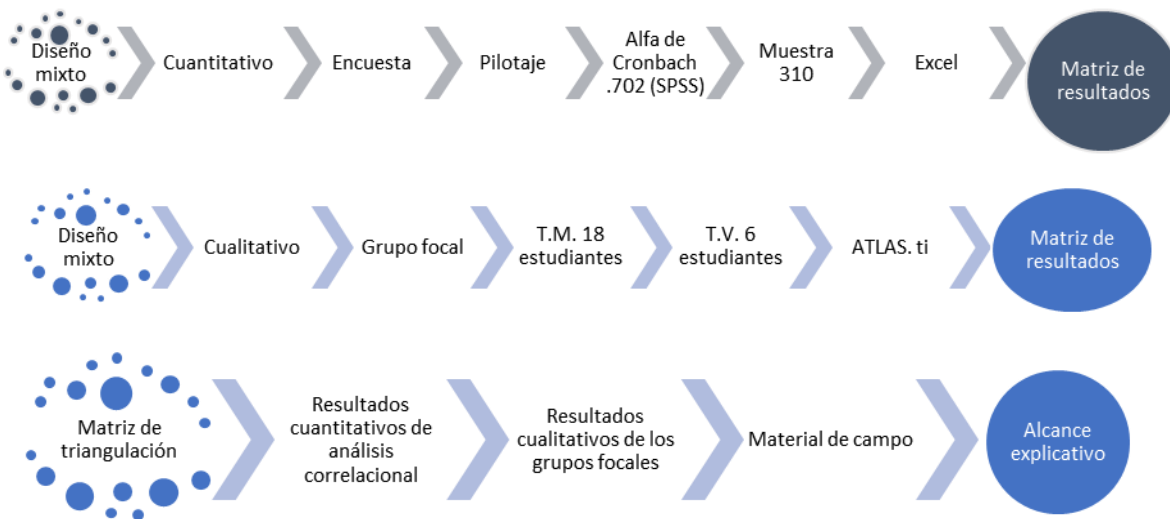 Diseño
mixto
Cuantitativo
Encuesta
Pilotaje
Alfa de
Cronbach
.702 (SPSS)
Muestra
310
Excel
Matriz de
resultados
Diseño
mixto
Cualitativo
Grupo focal
T.M. 18
estudiantes
T.V. 6
estudiantes
ATLAS. ti
Matriz de
resultados
Matriz de
triangulación
Resultados
cuantitativos de
análisis
correlacional
Resultados
cualitativos de los
grupos focales
Material de campo
Alcance
explicativo